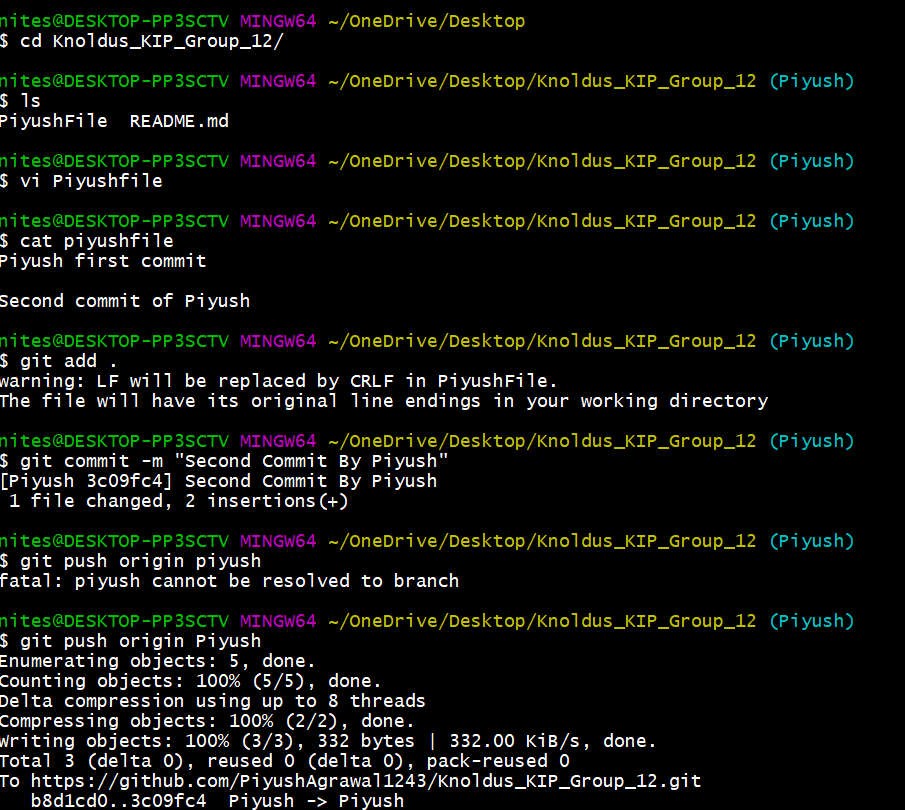 nites@DESKTOP-PP3SCTV MINGW64 ~/OneDrive/Desktop
$ cd Knoldus_KIP_Group_12/
nites@DESKTOP-PP3SCTV MINGW64 ~/OneDrive/Desktop/Knoldus_KIP_Group_12 (Piyush)
$ ls
PiyushFile  README.md
nites@DESKTOP-PP3SCTV MINGW64 ~/OneDrive/Desktop/Knoldus_KIP_Group_12 (Piyush)
$ vi Piyushfile
nites@DESKTOP-PP3SCTV MINGW64 ~/OneDrive/Desktop/Knoldus_KIP_Group_12 (Piyush)
$ cat piyushfile
Piyush first commit
Second commit of Piyush
nites@DESKTOP-PP3SCTV MINGW64 ~/OneDrive/Desktop/Knoldus_KIP_Group_12 (Piyush)
$ git add .
warning: LF will be replaced by CRLF in PiyushFile.
The file will have its original line endings in your working directory
nites@DESKTOP-PP3SCTV MINGW64 ~/OneDrive/Desktop/Knoldus_KIP_Group_12 (Piyush)
$ git commit -m "Second Commit By Piyush"
[Piyush 3c09fc4] Second Commit By Piyush
 1 file changed, 2 insertions(+)
nites@DESKTOP-PP3SCTV MINGW64 ~/OneDrive/Desktop/Knoldus_KIP_Group_12 (Piyush)
$ git push origin piyush
fatal: piyush cannot be resolved to branch
nites@DESKTOP-PP3SCTV MINGW64 ~/OneDrive/Desktop/Knoldus_KIP_Group_12 (Piyush)
$ git push origin Piyush
Enumerating objects: 5, done.
Counting objects: 100% (5/5), done.
Delta compression using up to 8 threads
Compressing objects: 100% (2/2), done.
Writing objects: 100% (3/3), 332 bytes | 332.00 KiB/s, done.
Total 3 (delta 0), reused 0 (delta 0), pack-reused 0
To https://github.com/PiyushAgrawal1243/Knoldus_KIP_Group_12.git
   b8d1cd0..3c09fc4  Piyush -> Piyush